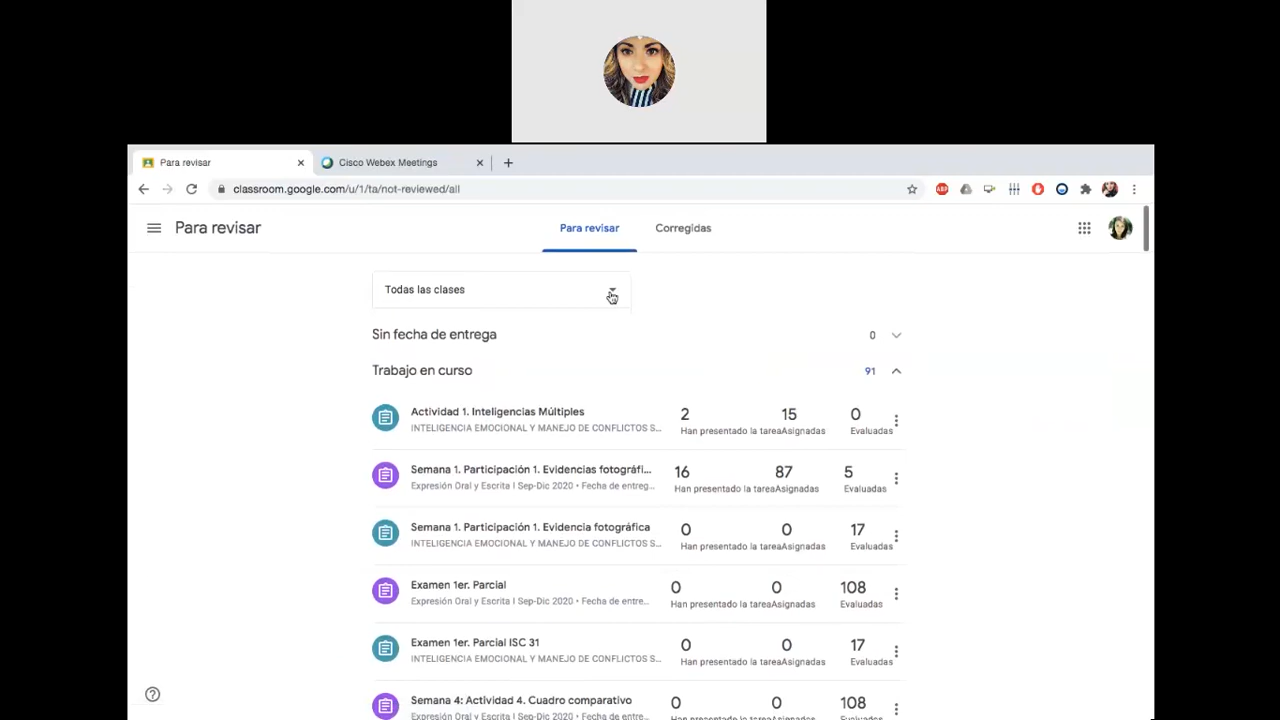 Para revisar
Cisco Webex Meetings
classroom.google.com/u/1/ta/not-reviewed/all
ABP
Para revisar
Para revisar
Corregidas
Todas las clases
Sin fecha de entrega
0
Trabajo en curso
91
Actividad 1. Inteligencias Múltiples
2 15 0
INTELIGENCIA EMOCIONAL Y MANEJO DE CONFLICTOS S...
Han presentado la tarea Asignadas Evaluadas
Semana 1. Participación 1. Evidencias fotográfi...
16 87 5
Expresión Oral y Escrita I Sep-Dic 2020 • Fecha de entreg...
Han presentado la tarea Asignadas Evaluadas
Semana 1. Participación 1. Evidencia fotográfica
0 0 17
INTELIGENCIA EMOCIONAL Y MANEJO DE CONFLICTOS S...
Han presentado la tarea Asignadas Evaluadas
Examen 1er. Parcial
0 0 108
Expresión Oral y Escrita I Sep-Dic 2020 • Fecha de entre...
Han presentado la tarea Asignadas Evaluadas
Examen 1er. Parcial ISC 31
0 0 17
INTELIGENCIA EMOCIONAL Y MANEJO DE CONFLICTOS S...
Han presentado la tarea Asignadas Evaluadas
Semana 4: Actividad 4. Cuadro comparativo
0 0 108
Expresión Oral y Escrita I Sep-Dic 2020 • Fecha de entre...
Han presentado la tarea Asignadas Evaluadas